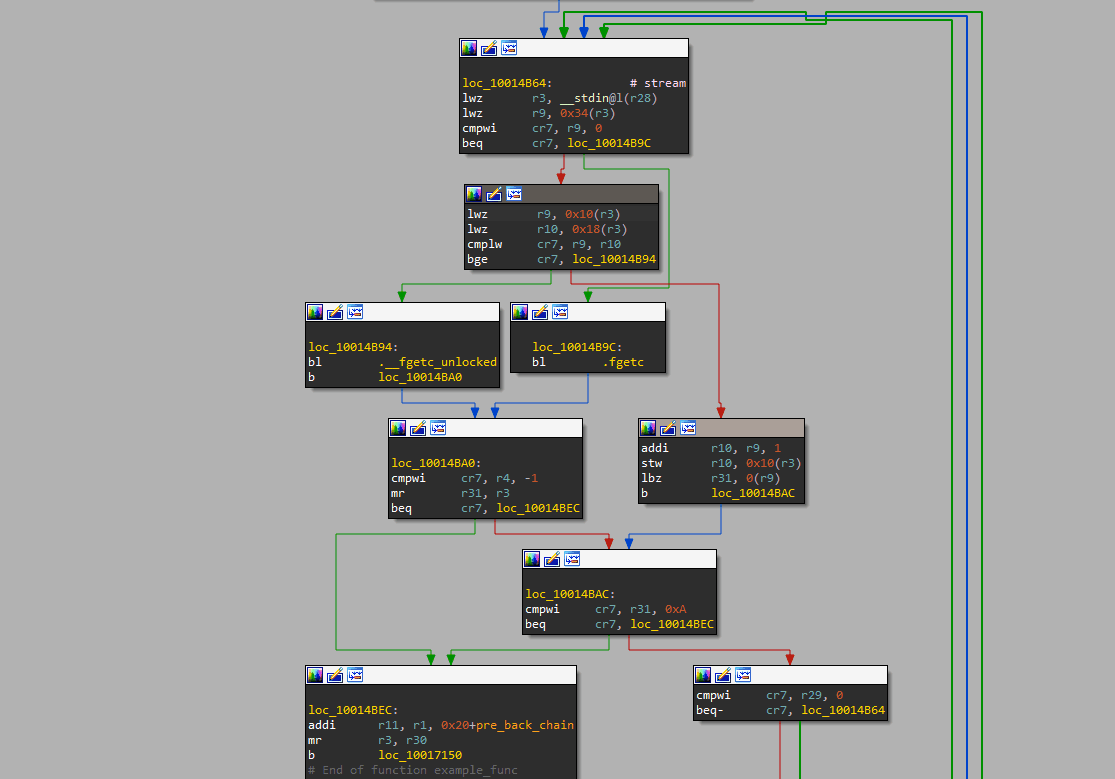 loc_10014B64: # stream
lwz r3, __stdin@l(r28)
lwz r9, 0x34(r3)
cmpwi cr7, r9, 0
beq cr7, loc_10014B9C
lwz r9, 0x10(r3)
lwz r10, 0x18(r3)
cmplw cr7, r9, r10
bge cr7, loc_10014B94
loc_10014B94:
bl .__fgetc_unlocked
b loc_10014BA0
loc_10014B9C:
bl .fgetc
loc_10014BA0:
cmpwi cr7, r4, -1
mr r31, r3
beq cr7, loc_10014BEC
addi r10, r9, 1
stw r10, 0x10(r3)
lbz r31, 0(r9)
b loc_10014BAC
loc_10014BAC:
cmpwi cr7, r31, 0xA
beq cr7, loc_10014BEC
loc_10014BEC:
addi r11, r1, 0x20+pre_back_chain
mr r3, r30
b loc_10017150
# End of function example_func
cmpwi cr7, r29, 0
beq- cr7, loc_10014B64